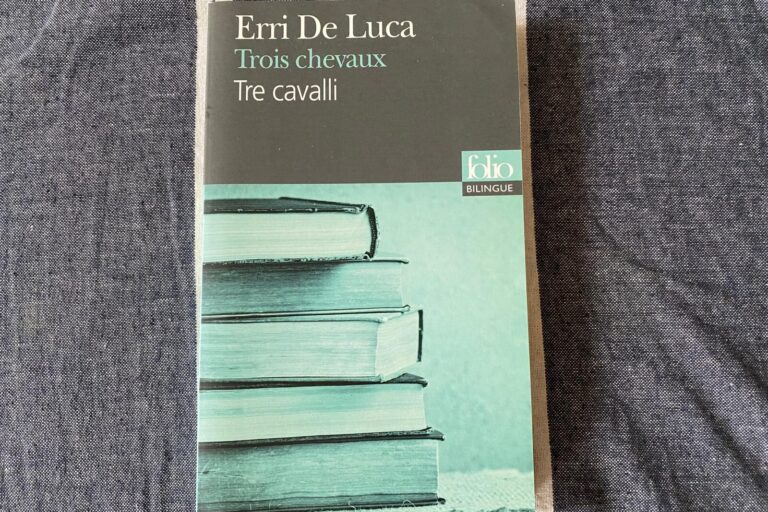 Erri De Luca
Trois chevaux
Tre cavalli
folio
BILINGUE